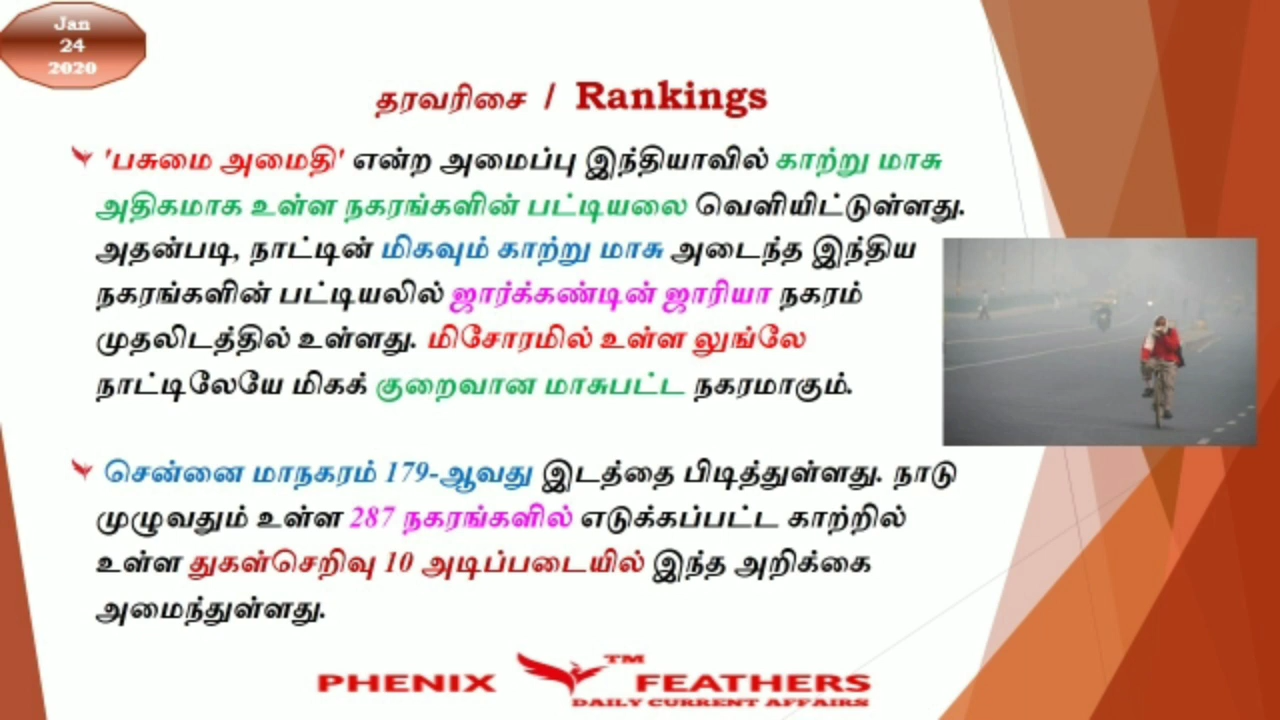 Jan
24
2020
தரவரிசை / Rankings
'பசுமை அமைதி' என்ற அமைப்பு இந்தியாவில் காற்று மாசு
அதிகமாக உள்ள நகரங்களின் பட்டியலை வெளியிட்டுள்ளது.
அதன்படி, நாட்டின் மிகவும் காற்று மாசு அடைந்த இந்திய
நகரங்களின் பட்டியலில் ஜார்க்கண்டின் ஜாரியா நகரம்
முதலிடத்தில் உள்ளது. மிசோரமில் உள்ள லுங்லே
நாட்டிலேயே மிகக் குறைவான மாசுபட்ட நகரமாகும்.
சென்னை மாநகரம் 179-ஆவது இடத்தை பிடித்துள்ளது. நாடு
முழுவதும் உள்ள 287 நகரங்களில் எடுக்கப்பட்ட காற்றில்
உள்ள துகள்செறிவு 10 அடிப்படையில் இந்த அறிக்கை
அமைந்துள்ளது.
PHENIX FEATHERS TM
DAILY CURRENT AFFAIRS